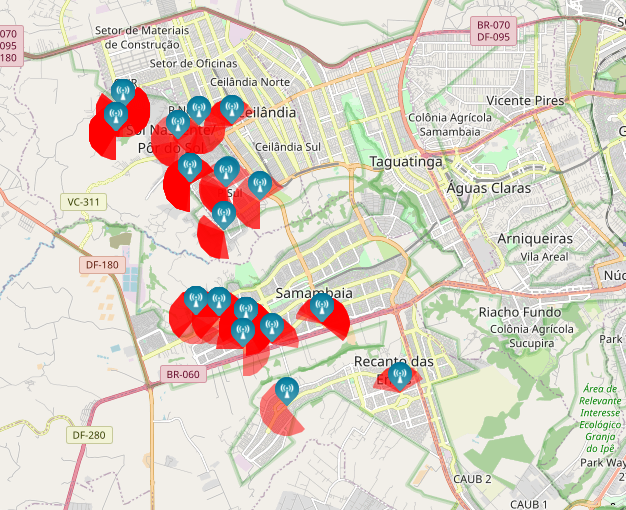 BR-070
DF-095
070
095
180
Setor de Materiais
de Construção
Setor de Oficinas
Ceilândia Norte
Vicente Pires
Ceilândia
Colônia Agrícola
Samambaia
Sol Nascente/
Pôr do Sol
Ceilândia Sul
Taguatinga
Águas Claras
Sul
VC-311
Arniqueiras
Vila Areal
DF-180
Samambaia
Riacho Fundo
Colônia Agrícola
Sucupira
Park
Recanto das
BR-060
Área de
Relevante
Interesse
Ecológico
Granja
do Ipê
DF-280
Park Way
CAUB 2
CAUB 1